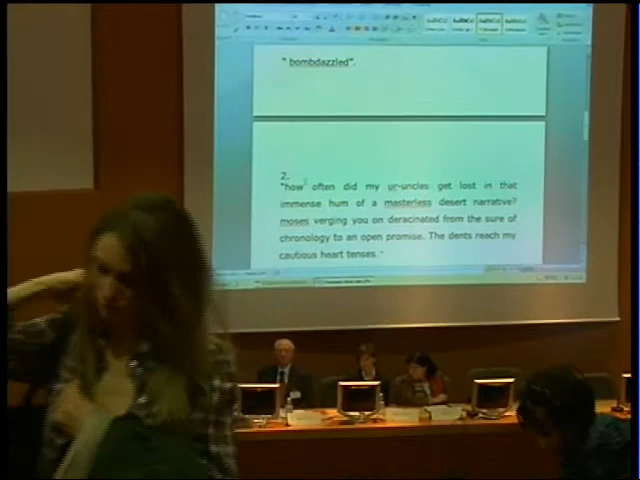 " bombdazzled".
2.
"how often did my ur-uncles get lost in that
immense hum of a masterless desert narrative?
moses verging you on deracinated from the sure of
chronology to an open promise. The dents reach my
cautious heart tenses."